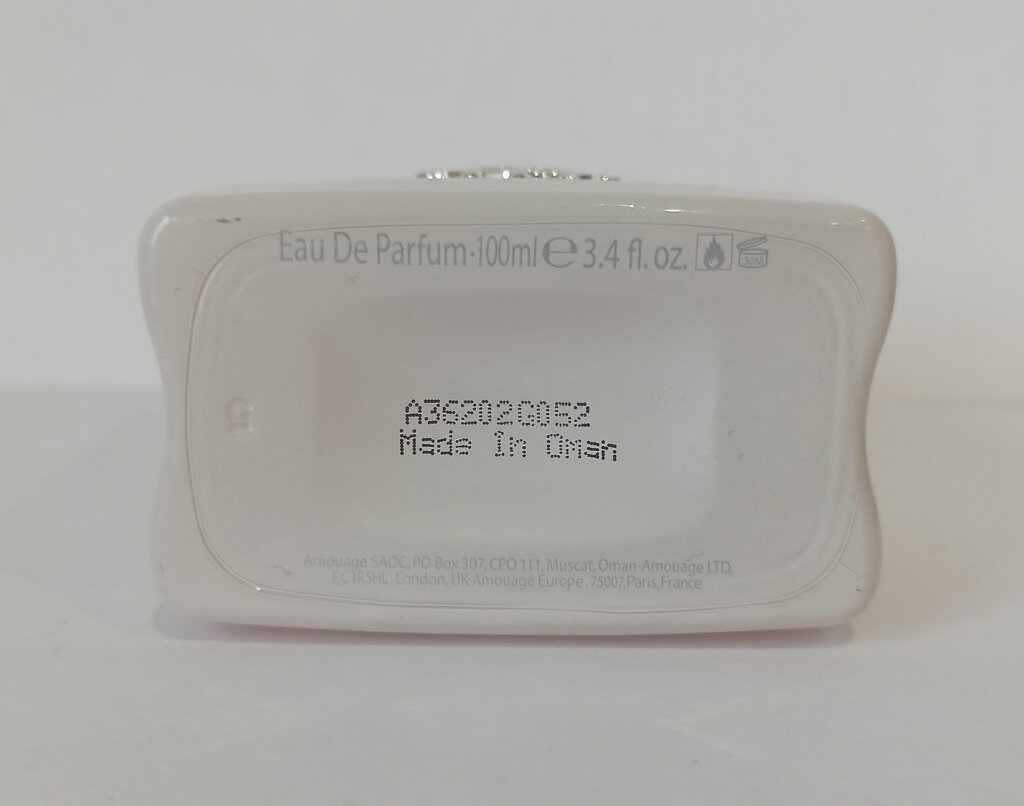 Eau De Parfum·100ml ℮ 3.4 fl. oz. 30M
A36202G052
Made in Oman
Amouage SAOC, PO Box 307, CPO 111, Muscat, Oman-Amouage LTD,
EC1R5HL, London, UK-Amouage Europe, 75007, Paris, France